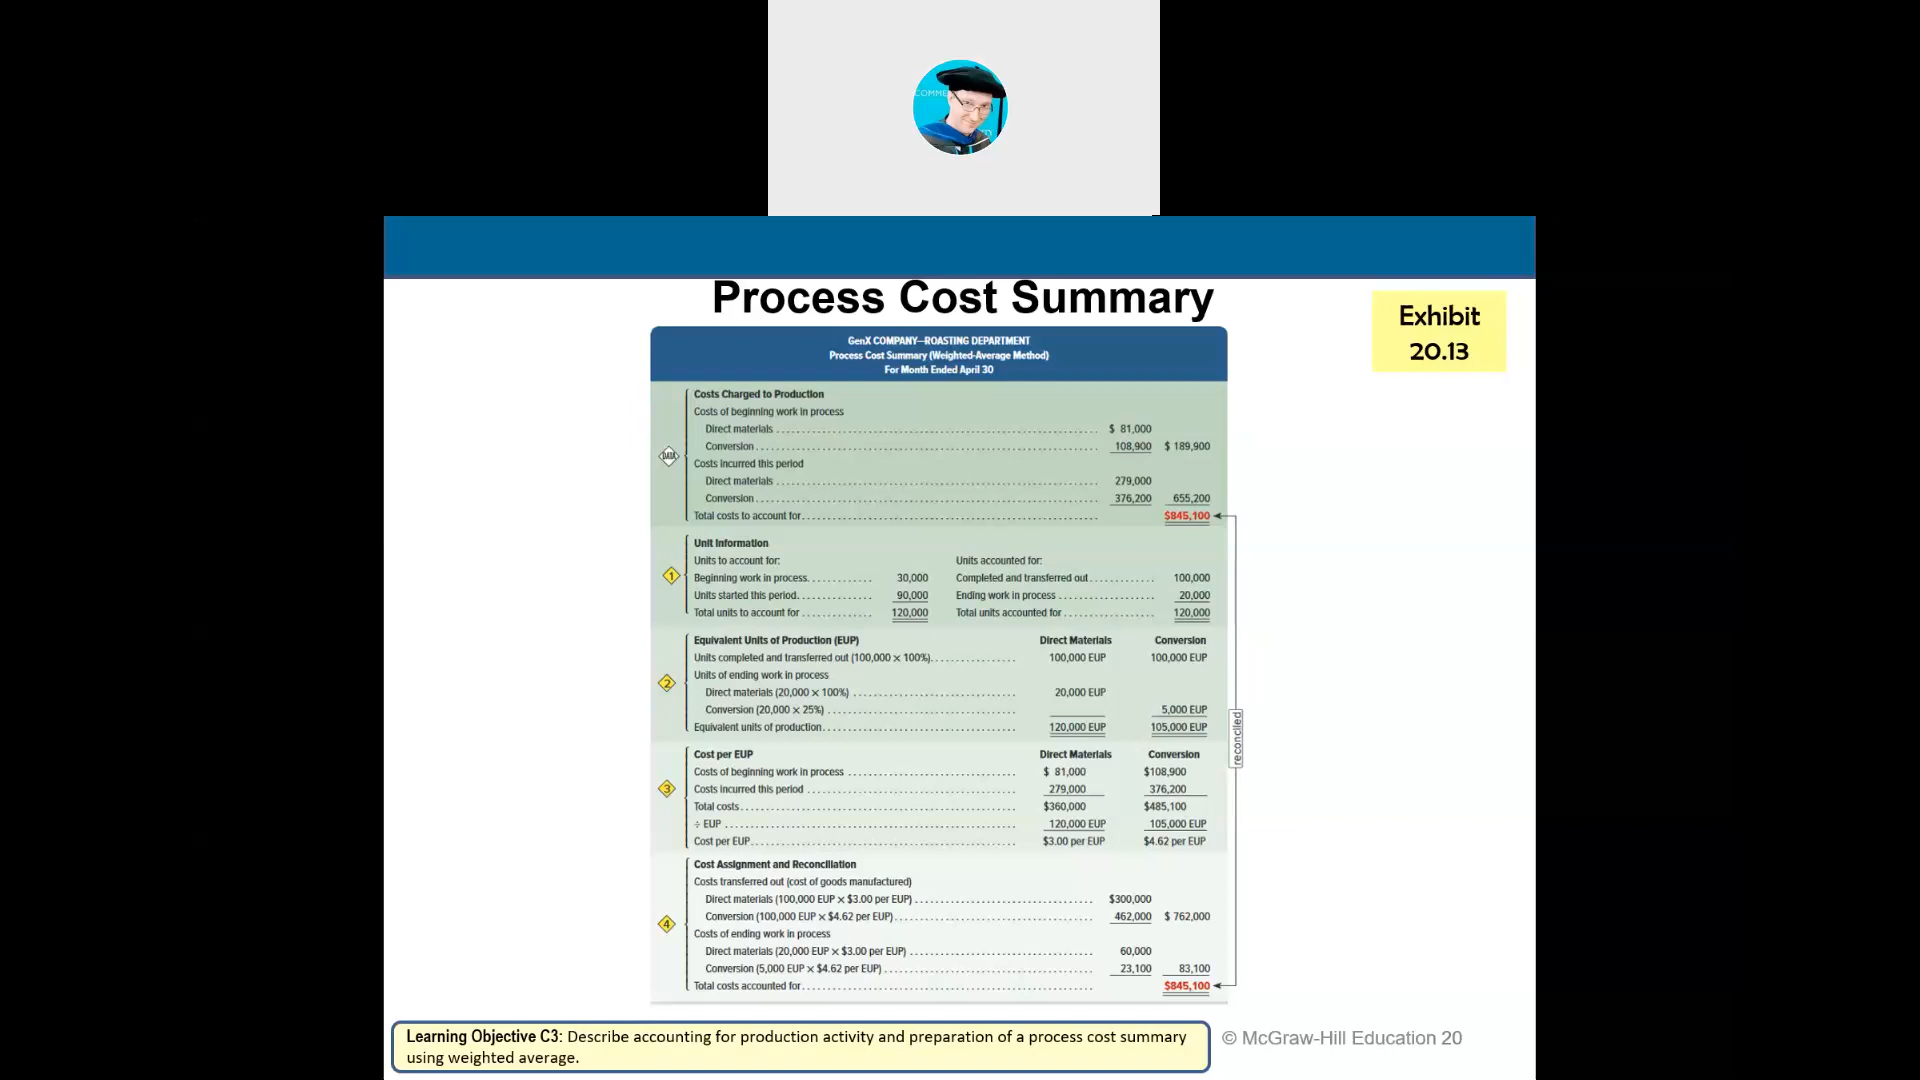 COMME
Process Cost Summary
Exhibit
20.13
GenX COMPANY—ROASTING DEPARTMENT
Process Cost Summary (Weighted-Average Method)
For Month Ended April 30
DATA
Costs Charged to Production
Costs of beginning work in process
Direct materials $ 81,000
Conversion 108,900 $ 189,900
Costs incurred this period
Direct materials 279,000
Conversion 376,200 655,200
Total costs to account for $845,100
1
Unit Information
Units to account for: Units accounted for:
Beginning work in process 30,000 Completed and transferred out 100,000
Units started this period 90,000 Ending work in process 20,000
Total units to account for 120,000 Total units accounted for 120,000
2
Equivalent Units of Production (EUP) Direct Materials Conversion
Units completed and transferred out (100,000 × 100%) 100,000 EUP 100,000 EUP
Units of ending work in process
Direct materials (20,000 × 100%) 20,000 EUP
Conversion (20,000 × 25%) 5,000 EUP
Equivalent units of production 120,000 EUP 105,000 EUP
reconciled
3
Cost per EUP Direct Materials Conversion
Costs of beginning work in process $ 81,000 $108,900
Costs incurred this period 279,000 376,200
Total costs $360,000 $485,100
÷ EUP 120,000 EUP 105,000 EUP
Cost per EUP $3.00 per EUP $4.62 per EUP
4
Cost Assignment and Reconciliation
Costs transferred out (cost of goods manufactured)
Direct materials (100,000 EUP × $3.00 per EUP) $300,000
Conversion (100,000 EUP × $4.62 per EUP) 462,000 $ 762,000
Costs of ending work in process
Direct materials (20,000 EUP × $3.00 per EUP) 60,000
Conversion (5,000 EUP × $4.62 per EUP) 23,100 83,100
Total costs accounted for $845,100
Learning Objective C3: Describe accounting for production activity and preparation of a process cost summary
using weighted average.
© McGraw-Hill Education 20